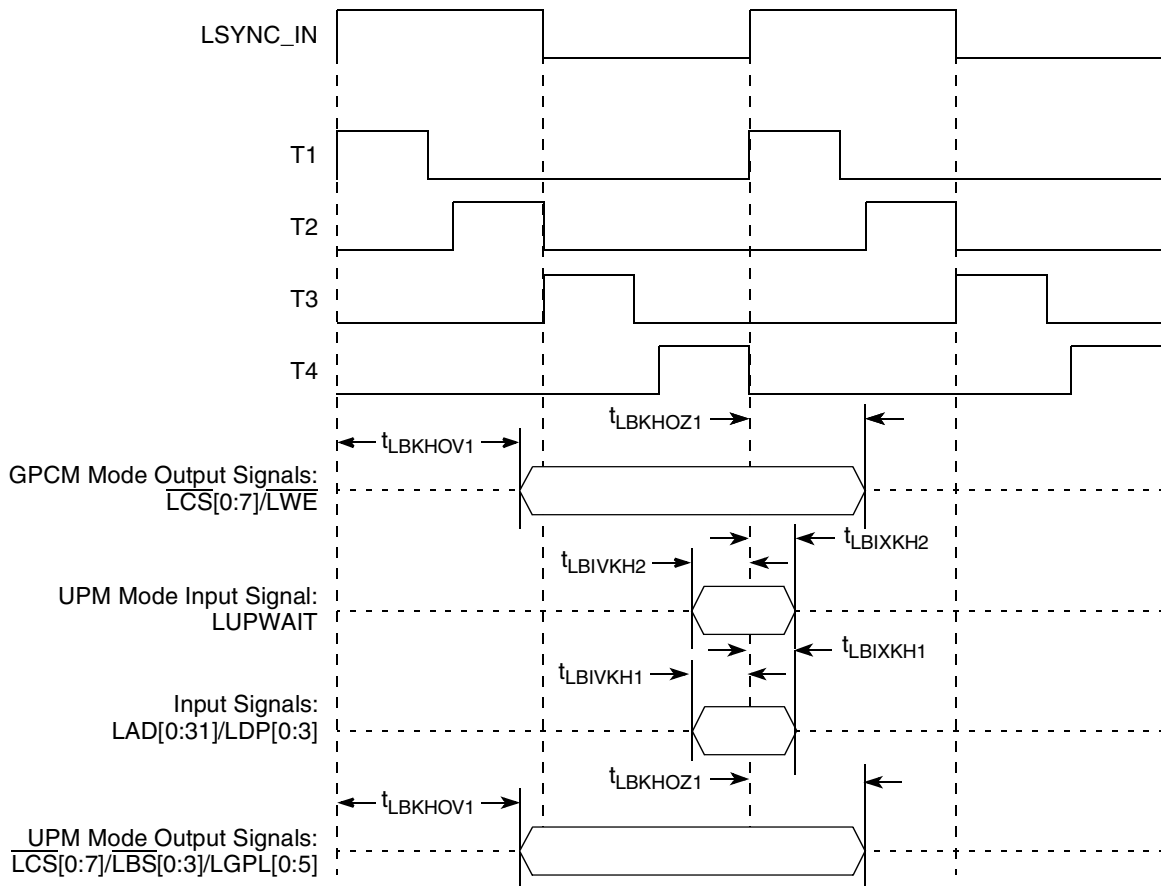 LSYNC_IN
T1
T2
T3
T4
tLBKHOZ1
tLBKHOV1
GPCM Mode Output Signals:
LCS[0:7]/LWE
tLBIXKH2
tLBIVKH2
UPM Mode Input Signal:
LUPWAIT
tLBIXKH1
tLBIVKH1
Input Signals:
LAD[0:31]/LDP[0:3]
tLBKHOZ1
tLBKHOV1
UPM Mode Output Signals:
LCS[0:7]/LBS[0:3]/LGPL[0:5]